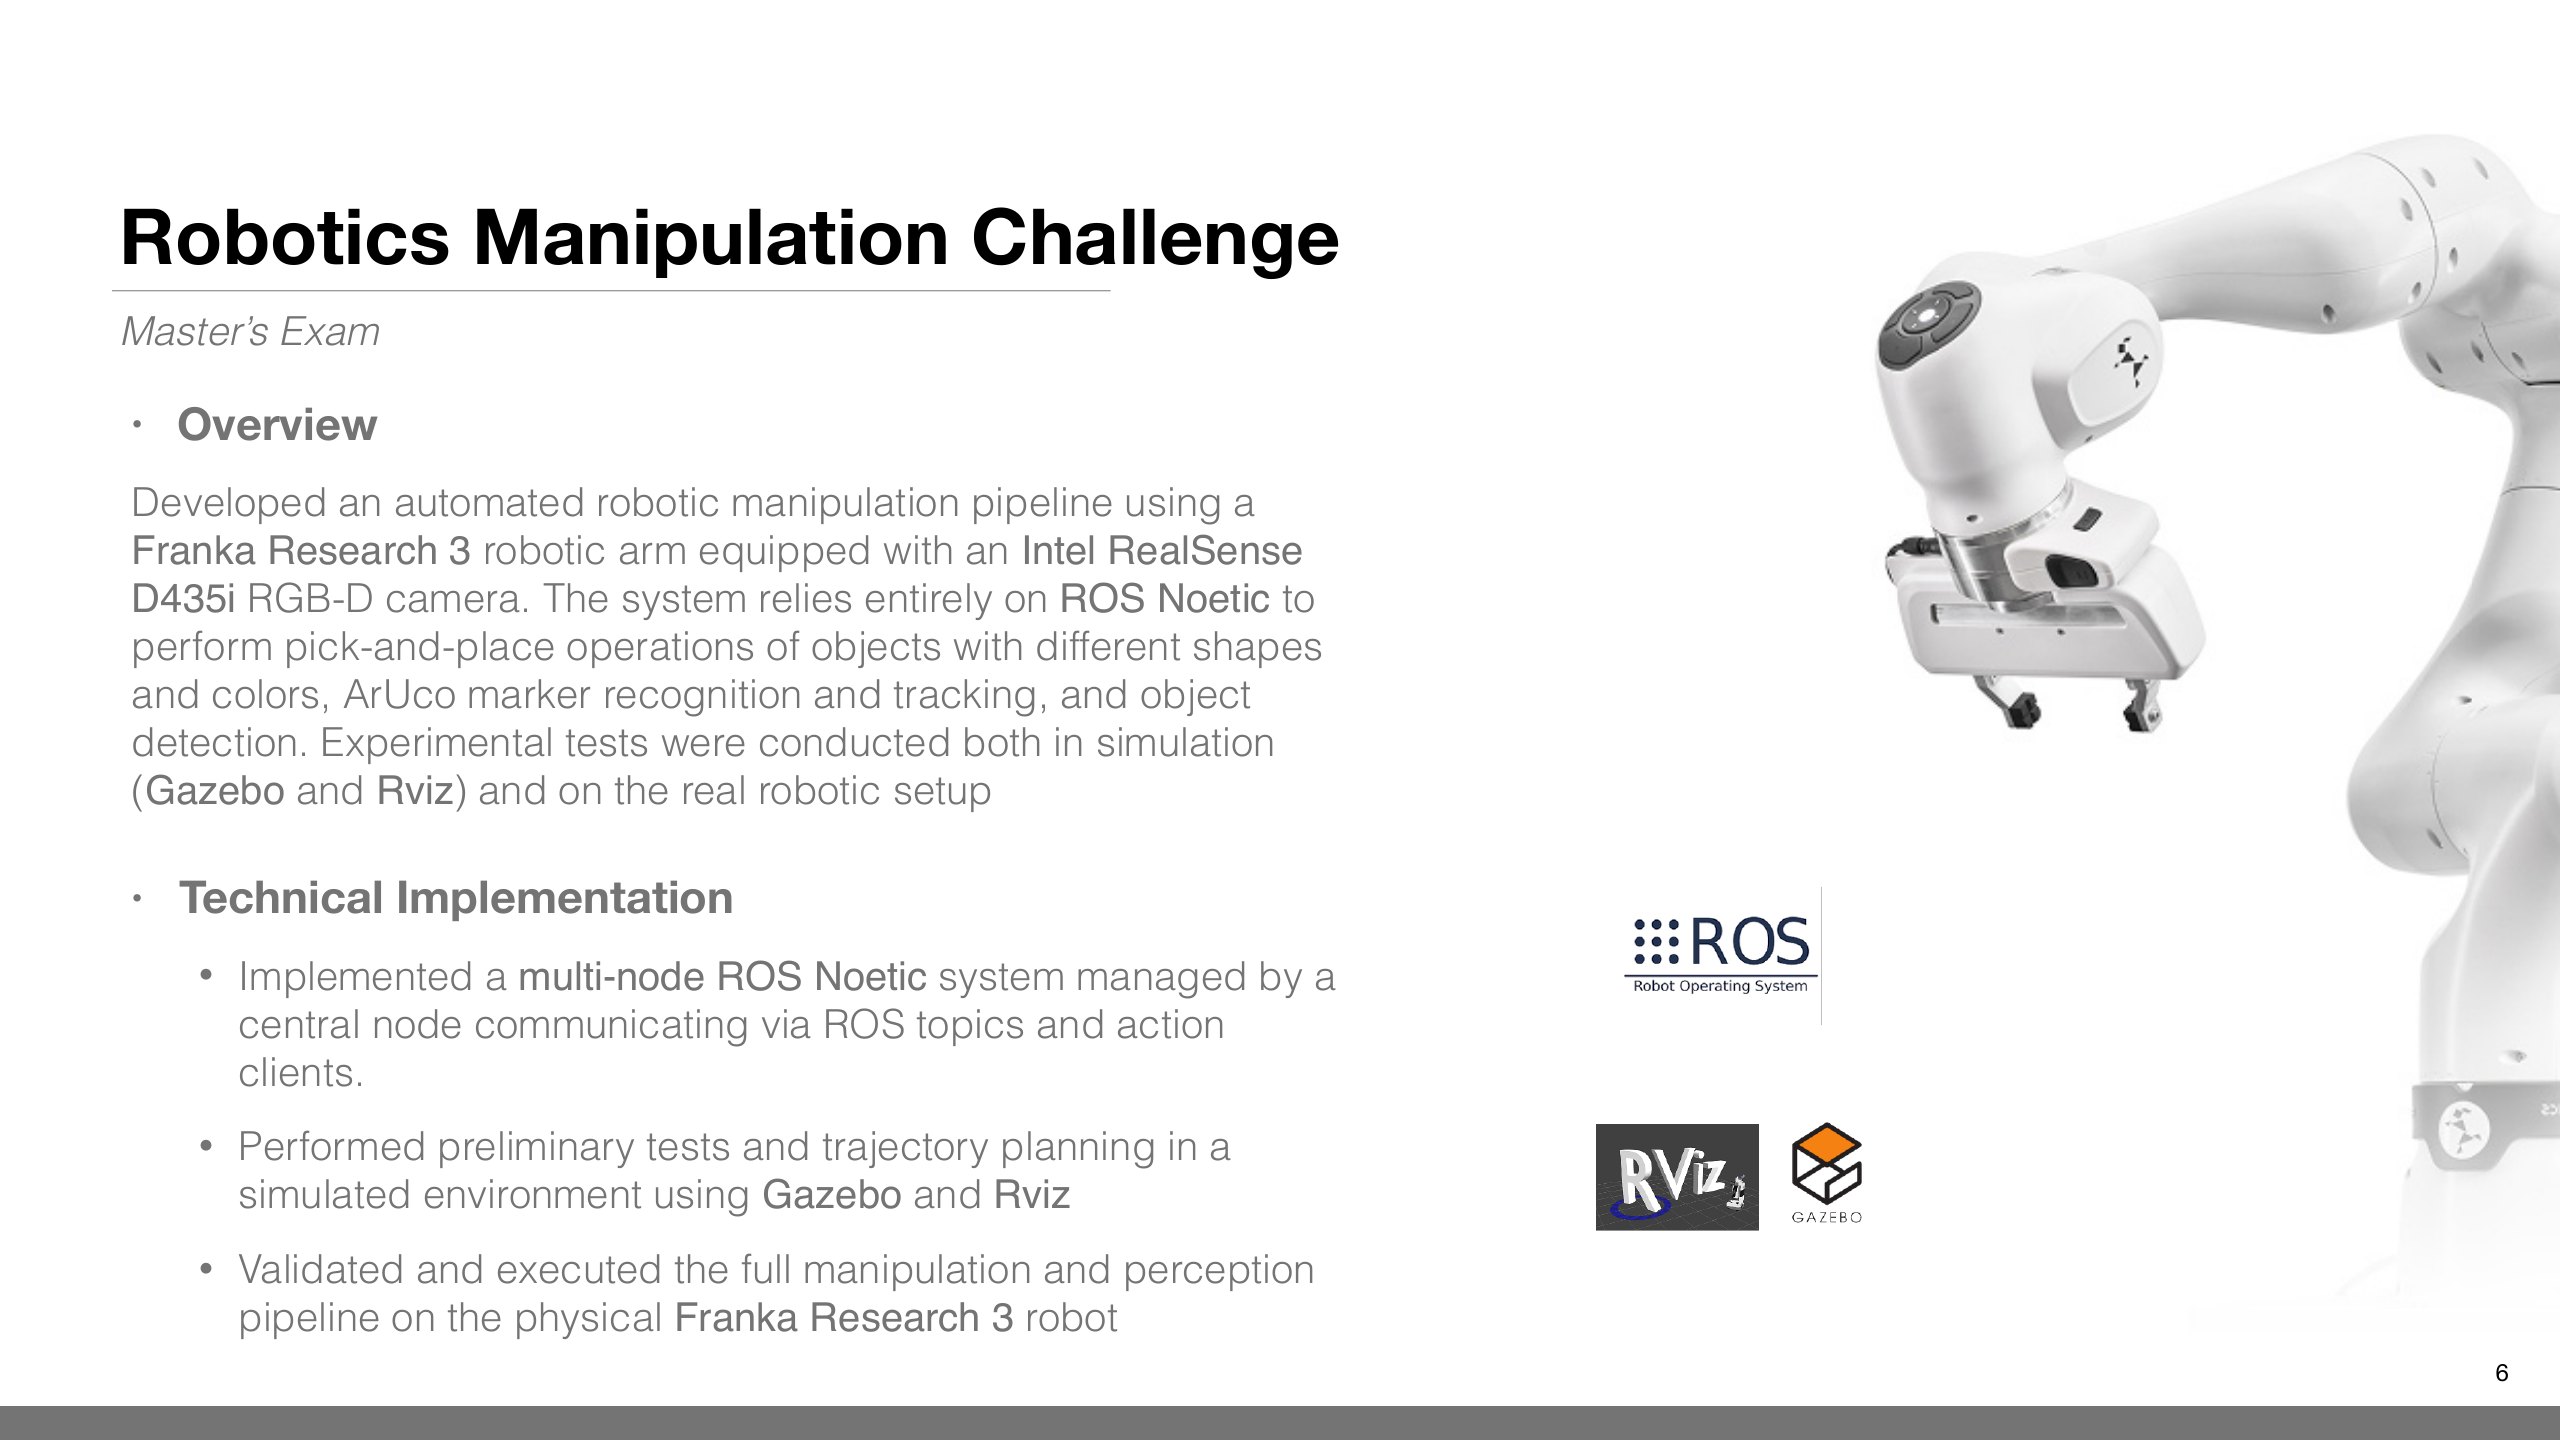 Robotics Manipulation Challenge
Master’s Exam
• Overview
Developed an automated robotic manipulation pipeline using a
Franka Research 3 robotic arm equipped with an Intel RealSense
D435i RGB-D camera. The system relies entirely on ROS Noetic to
perform pick-and-place operations of objects with different shapes
and colors, ArUco marker recognition and tracking, and object
detection. Experimental tests were conducted both in simulation
(Gazebo and Rviz) and on the real robotic setup
• Technical Implementation
• Implemented a multi-node ROS Noetic system managed by a
central node communicating via ROS topics and action
clients.
• Performed preliminary tests and trajectory planning in a
simulated environment using Gazebo and Rviz
• Validated and executed the full manipulation and perception
pipeline on the physical Franka Research 3 robot
ROS
Robot Operating System
RViz
GAZEBO
6